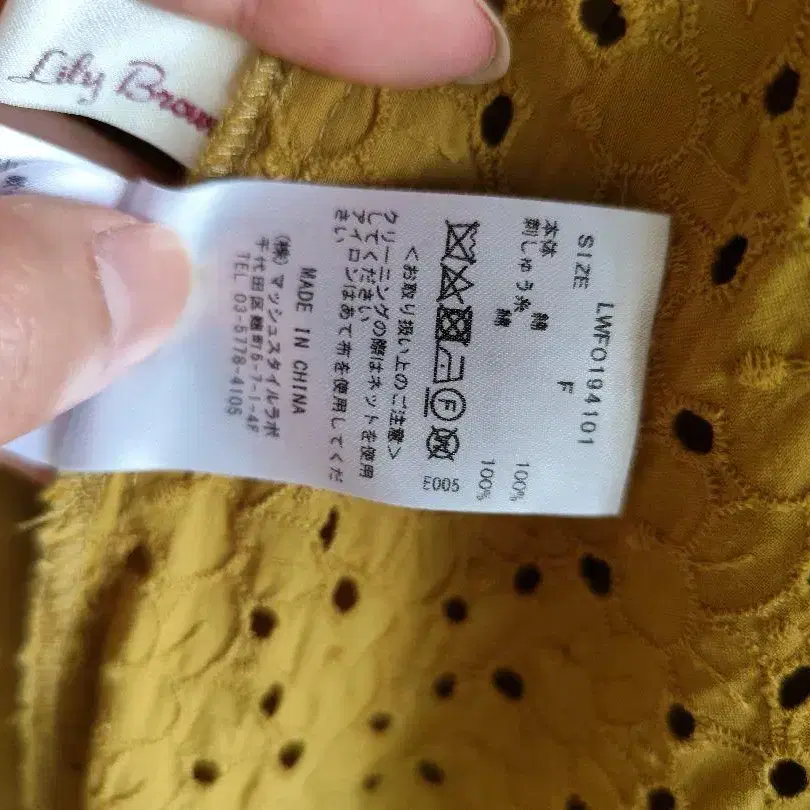 Lily Brown
LWFO194101
SIZE F
本体 綿 100%
刺しゅう糸 綿 100%
E005
<お取り扱い上のご注意>
クリーニングの際はネットを使用
してください
アイロンはあて布を使用してくだ
さい
MADE IN CHINA
(株)マッシュスタイルラボ
千代田区麹町5-7-1-4F
TEL 03-5778-4105